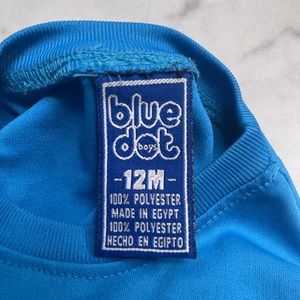 blue
dot
boys
-12M-
100% POLYESTER
MADE IN EGYPT
100% POLYESTER
HECHO EN EGIPTO